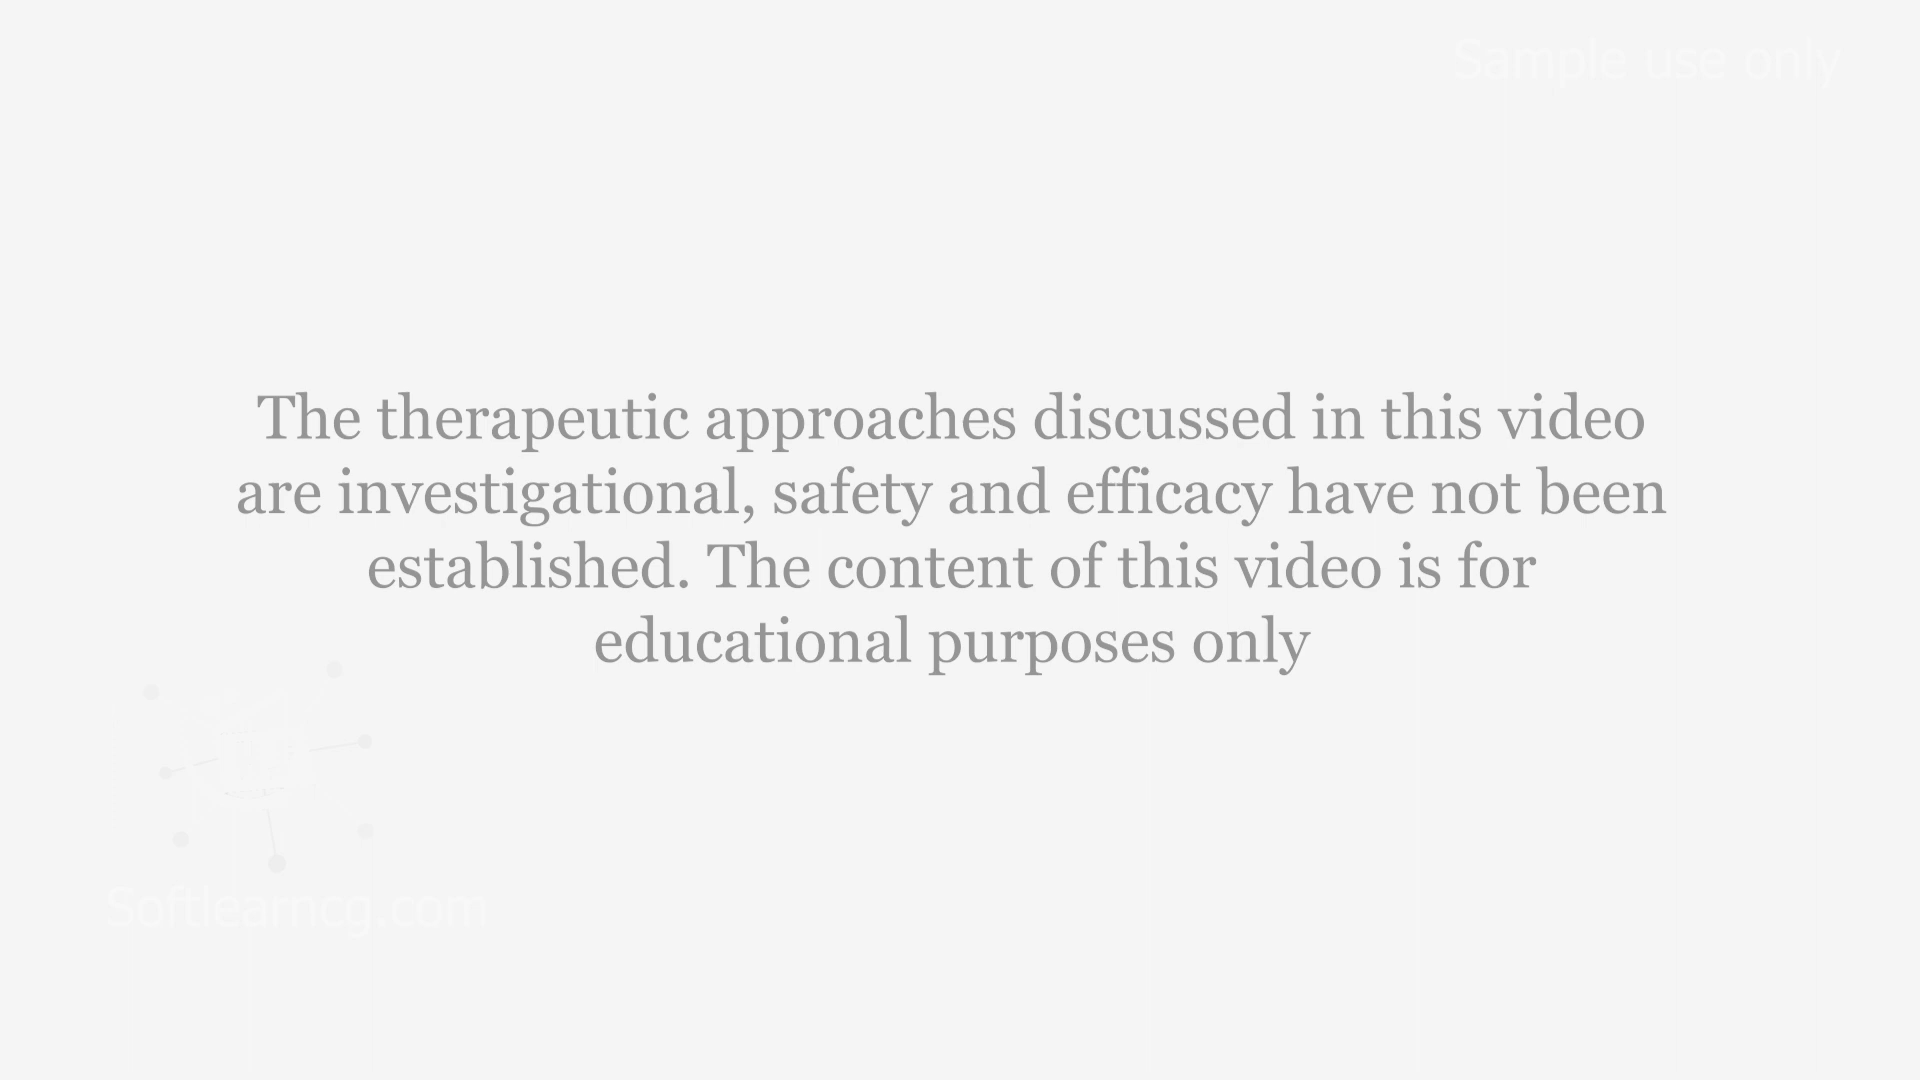 Sample use only
The therapeutic approaches discussed in this video
are investigational, safety and efficacy have not been
established. The content of this video is for
educational purposes only
Softlearncg.com